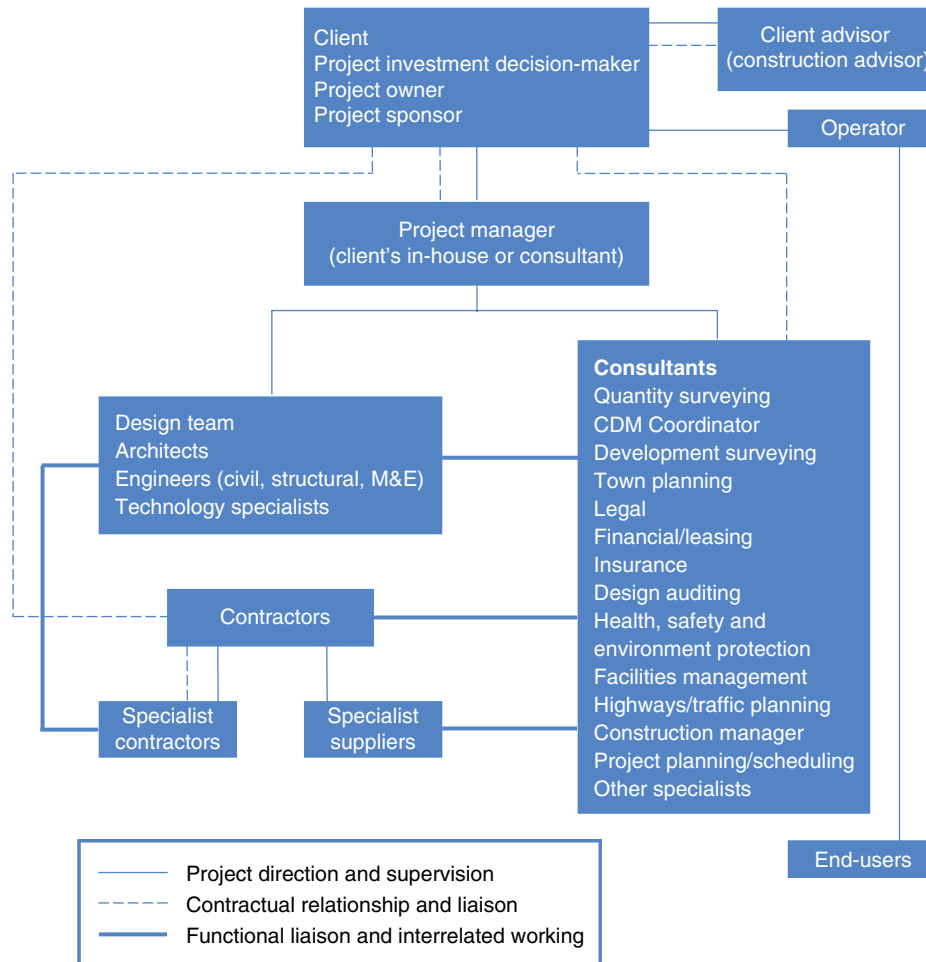 Client
Project investment decision-maker
Project owner
Project sponsor
Client advisor
(construction advisor)
Operator
Project manager
(client's in-house or consultant)
Design team
Architects
Engineers (civil, structural, M&E)
Technology specialists
Consultants
Quantity surveying
CDM Coordinator
Development surveying
Town planning
Legal
Financial/leasing
Insurance
Design auditing
Health, safety and
environment protection
Facilities management
Highways/traffic planning
Construction manager
Project planning/scheduling
Other specialists
Contractors
Specialist
contractors
Specialist
suppliers
End-users
Project direction and supervision
Contractual relationship and liaison
Functional liaison and interrelated working